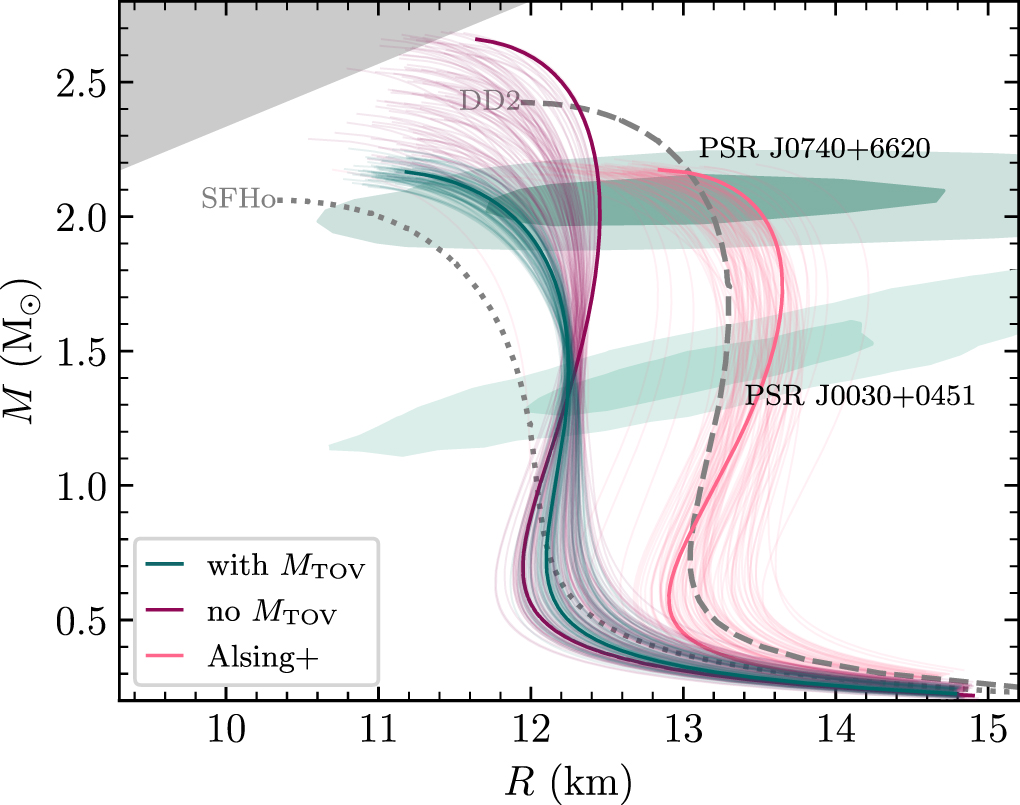 2.5
2.0
1.5
1.0
0.5
M (M⊙)
DD2
PSR J0740+6620
SFHo
PSR J0030+0451
with M_TOV
no M_TOV
Alsing+
10 11 12 13 14 15
R (km)